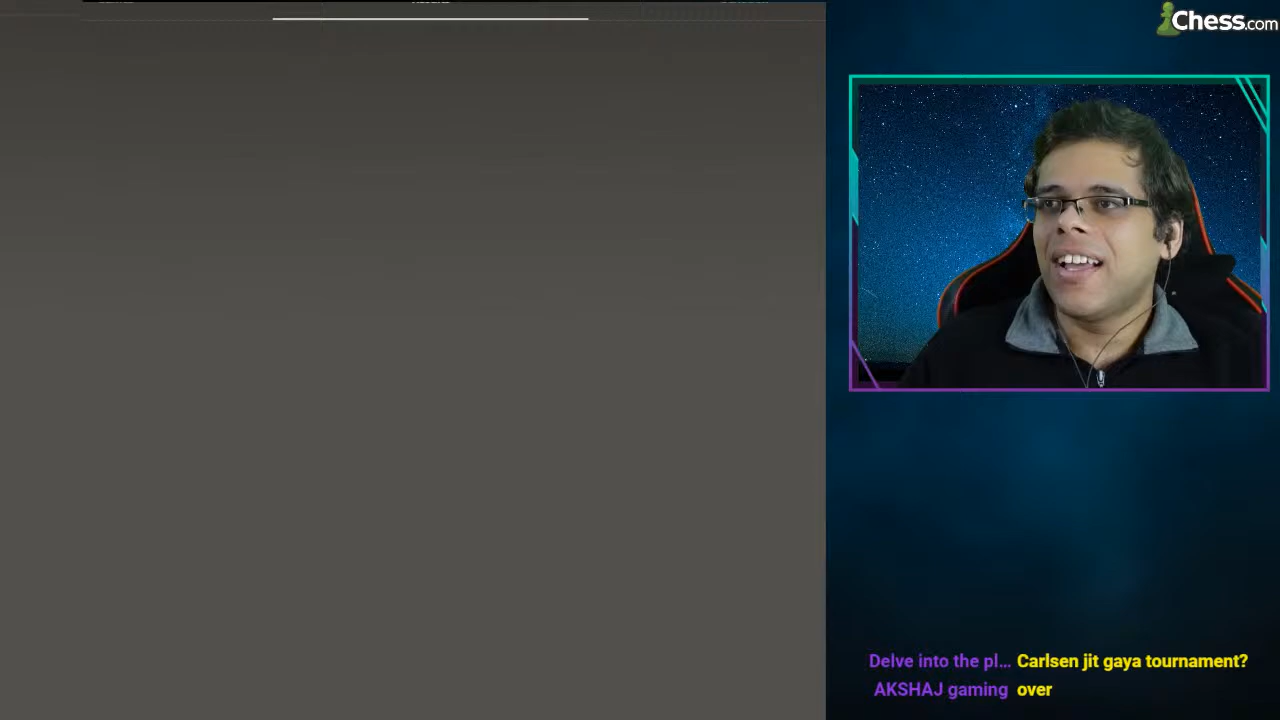 Chess.com
Delve into the pl... Carlsen jit gaya tournament?
AKSHAJ gaming over